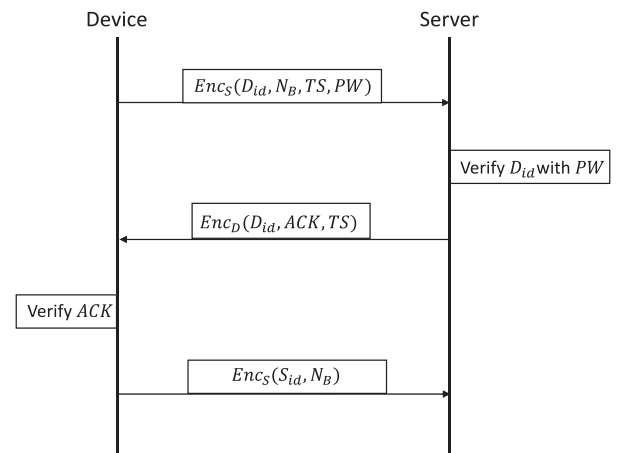 Device
Server
Enc_S(D_id, N_B, TS, PW)
Verify D_id with PW
Enc_D(D_id, ACK, TS)
Verify ACK
Enc_S(S_id, N_B)